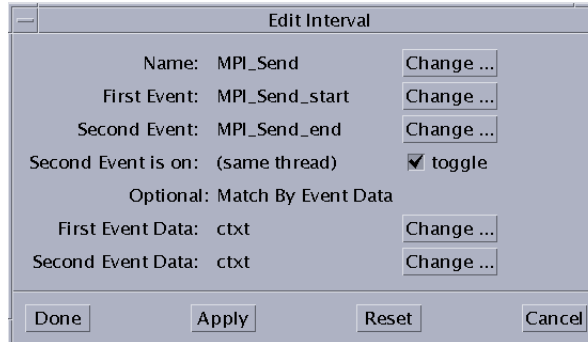 Edit Interval
Name: MPI_Send Change ...
First Event: MPI_Send_start Change ...
Second Event: MPI_Send_end Change ...
Second Event is on: (same thread) toggle
Optional: Match By Event Data
First Event Data: ctxt Change ...
Second Event Data: ctxt Change ...
Done Apply Reset Cancel